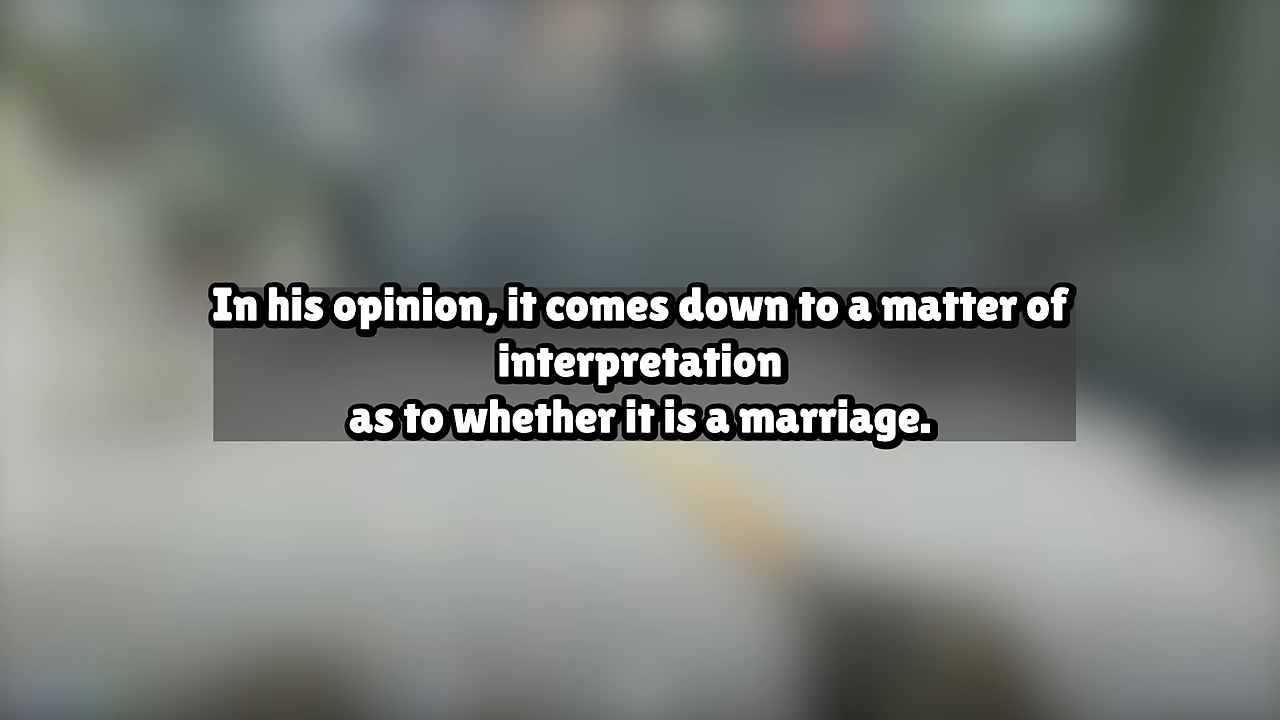 In his opinion, it comes down to a matter of
interpretation
as to whether it is a marriage.